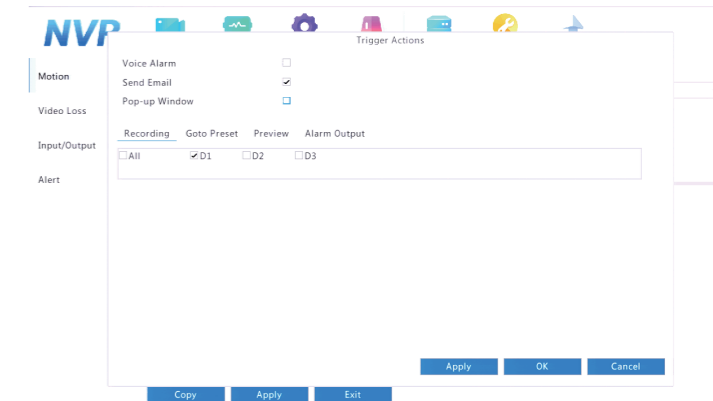 NVR
Trigger Actions
Voice Alarm
Motion
Send Email
Pop-up Window
Video Loss
Recording Goto Preset Preview Alarm Output
Input/Output
All D1 D2 D3
Alert
Apply OK Cancel
Copy Apply Exit